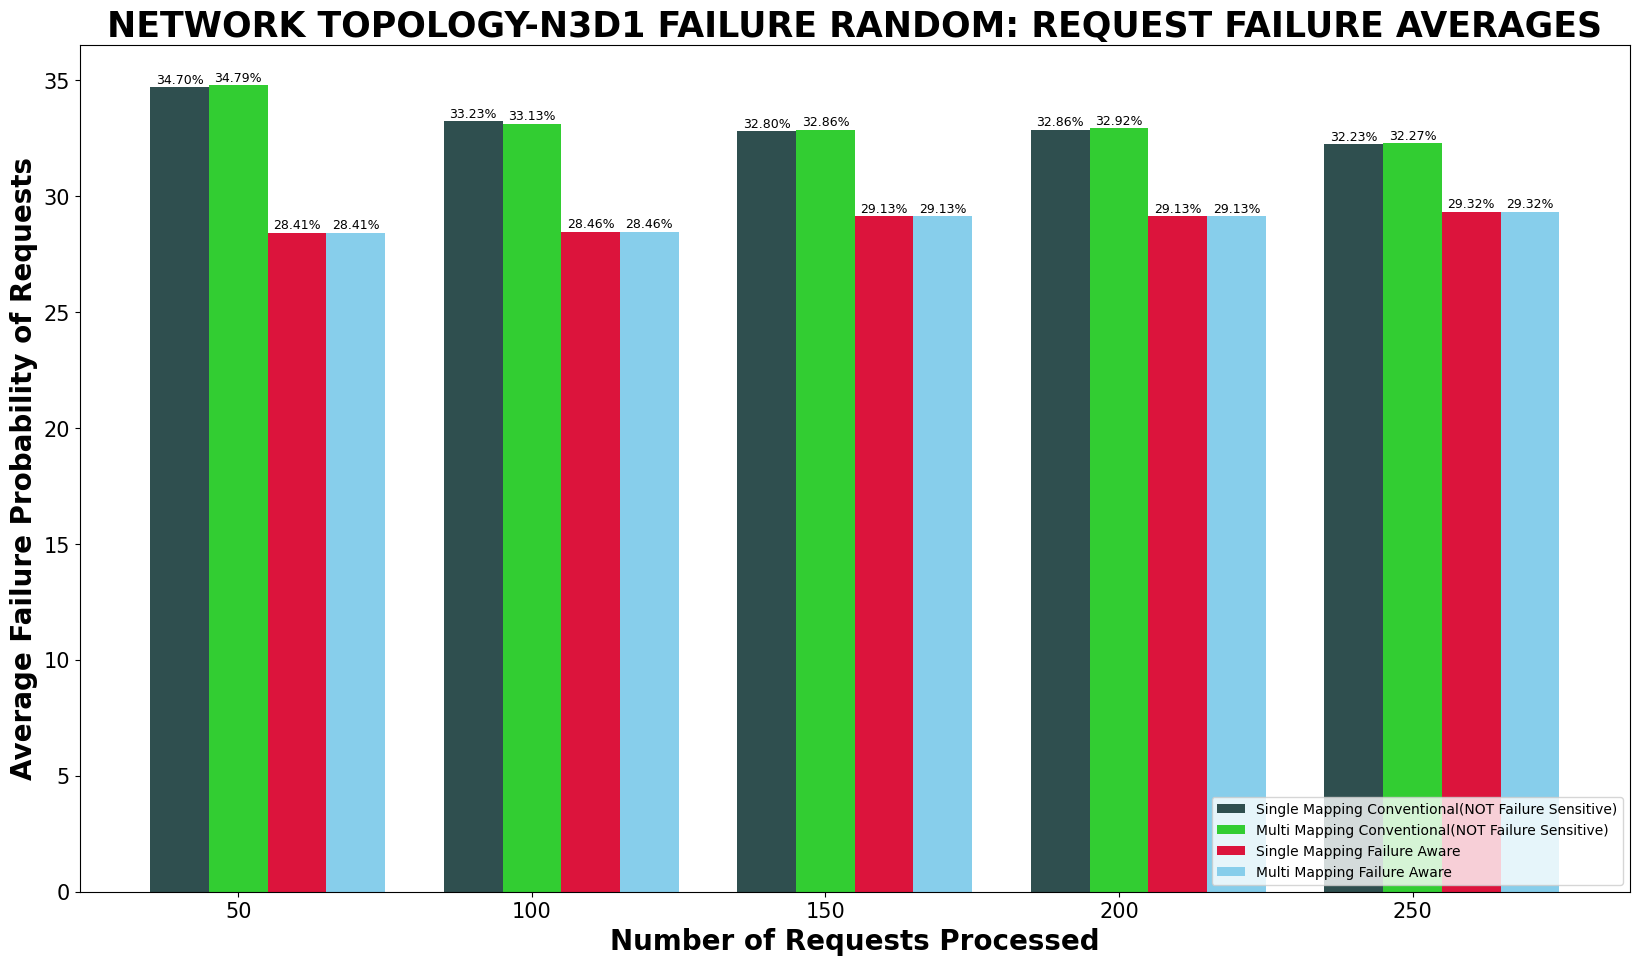 NETWORK TOPOLOGY-N3D1 FAILURE RANDOM: REQUEST FAILURE AVERAGES
Average Failure Probability of Requests
35
30
25
20
15
10
5
0
34.70% 34.79% 28.41% 28.41%
33.23% 33.13% 28.46% 28.46%
32.80% 32.86% 29.13% 29.13%
32.86% 32.92% 29.13% 29.13%
32.23% 32.27% 29.32% 29.32%
Single Mapping Conventional(NOT Failure Sensitive)
Multi Mapping Conventional(NOT Failure Sensitive)
Single Mapping Failure Aware
Multi Mapping Failure Aware
50 100 150 200 250
Number of Requests Processed